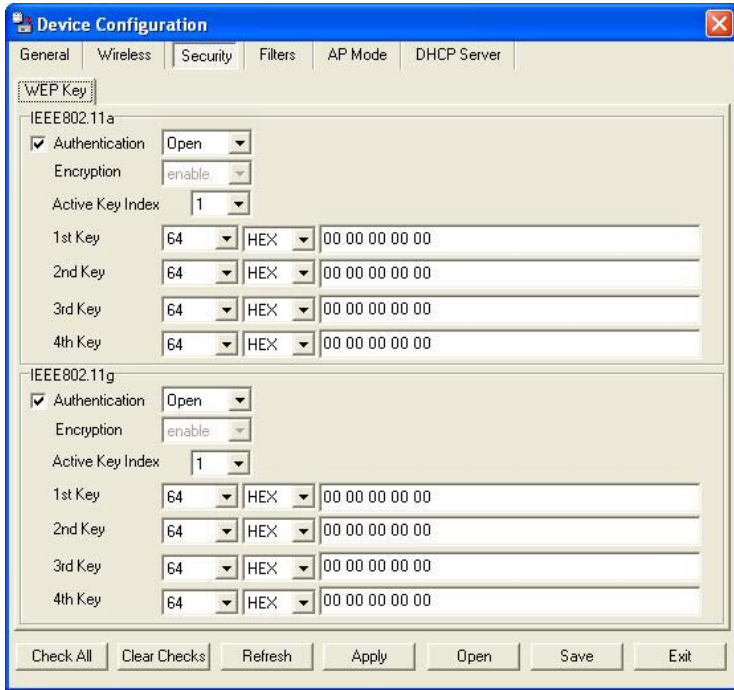 Device Configuration
General Wireless Security Filters AP Mode DHCP Server
WEP Key
IEEE802.11a
Authentication Open
Encryption enable
Active Key Index 1
1st Key 64 HEX 00 00 00 00 00
2nd Key 64 HEX 00 00 00 00 00
3rd Key 64 HEX 00 00 00 00 00
4th Key 64 HEX 00 00 00 00 00
IEEE802.11g
Authentication Open
Encryption enable
Active Key Index 1
1st Key 64 HEX 00 00 00 00 00
2nd Key 64 HEX 00 00 00 00 00
3rd Key 64 HEX 00 00 00 00 00
4th Key 64 HEX 00 00 00 00 00
Check All Clear Checks Refresh Apply Open Save Exit